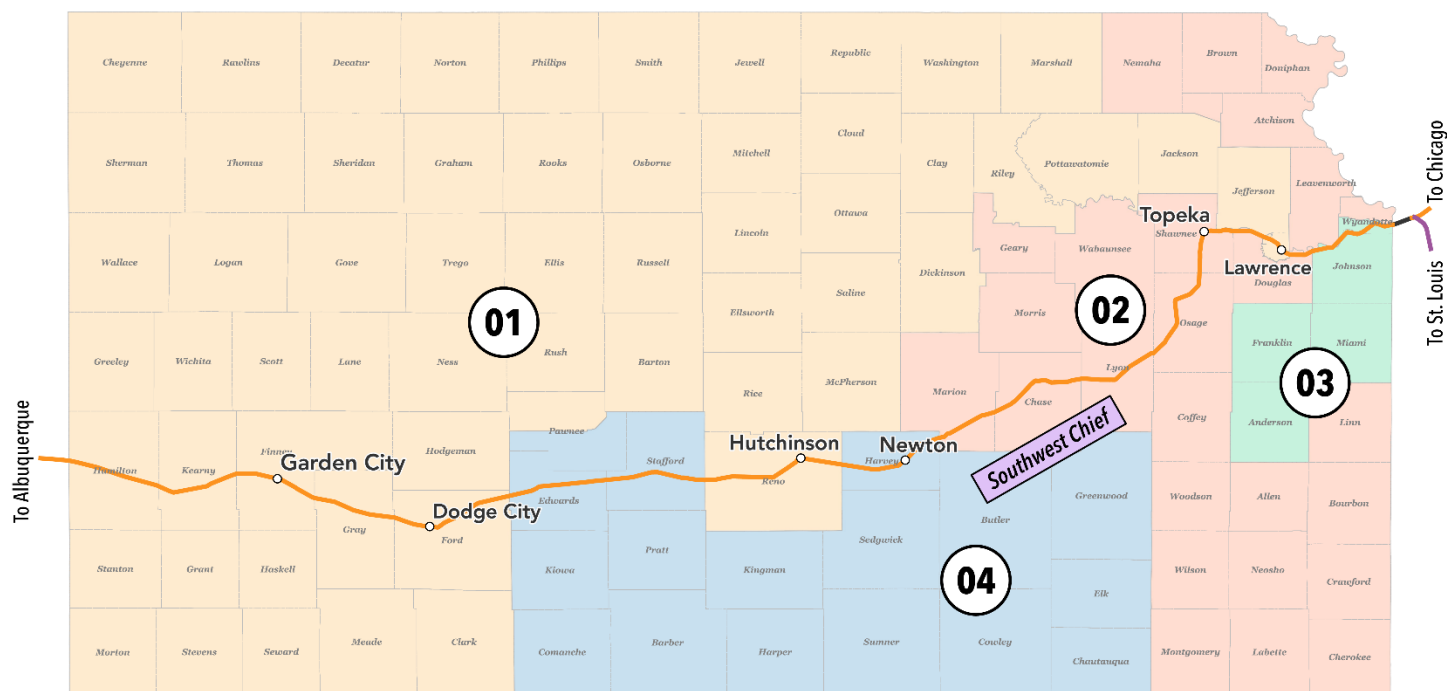 Cheyenne
Rawlins
Decatur
Norton
Phillips
Smith
Jewell
Republic
Washington
Marshall
Nemaha
Brown
Doniphan
Atchison
Sherman
Thomas
Sheridan
Graham
Rooks
Osborne
Mitchell
Cloud
Clay
Riley
Pottawatomie
Jackson
Jefferson
Leavenworth
Wyandotte
To Chicago
To St. Louis
Wallace
Logan
Gove
Trego
Ellis
Russell
Lincoln
Ottawa
Dickinson
Geary
Wabaunsee
Topeka
Shawnee
Lawrence
Douglas
Johnson
Saline
Ellsworth
Morris
01
02
03
04
Osage
Franklin
Miami
Greeley
Wichita
Scott
Lane
Ness
Rush
Barton
Rice
McPherson
Marion
Chase
Lyon
Coffey
Anderson
Linn
To Albuquerque
Hamilton
Kearny
Finney
Garden City
Hodgeman
Pawnee
Stafford
Hutchinson
Reno
Harvey
Newton
Southwest Chief
Edwards
Dodge City
Gray
Ford
Butler
Greenwood
Woodson
Allen
Bourbon
Stanton
Grant
Haskell
Kiowa
Pratt
Kingman
Sedgwick
Elk
Wilson
Neosho
Crawford
Morton
Stevens
Seward
Meade
Clark
Comanche
Barber
Harper
Sumner
Cowley
Chautauqua
Montgomery
Labette
Cherokee